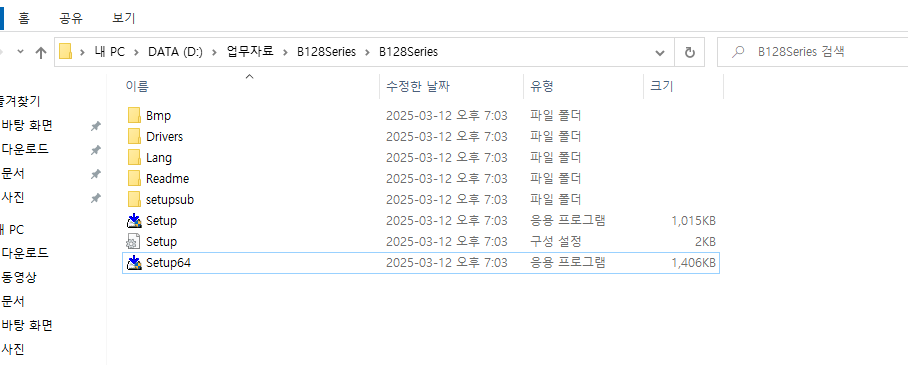 홈 공유 보기
내 PC > DATA (D:) > 업무자료 > B128Series > B128Series B128Series 검색
이름 수정한 날짜 유형 크기
즐겨찾기
바탕 화면
다운로드
문서
사진
내 PC
다운로드
동영상
문서
바탕 화면
사진
Bmp 2025-03-12 오후 7:03 파일 폴더
Drivers 2025-03-12 오후 7:03 파일 폴더
Lang 2025-03-12 오후 7:03 파일 폴더
Readme 2025-03-12 오후 7:03 파일 폴더
setupsub 2025-03-12 오후 7:03 파일 폴더
Setup 2025-03-12 오후 7:03 응용 프로그램 1,015KB
Setup 2025-03-12 오후 7:03 구성 설정 2KB
Setup64 2025-03-12 오후 7:03 응용 프로그램 1,406KB